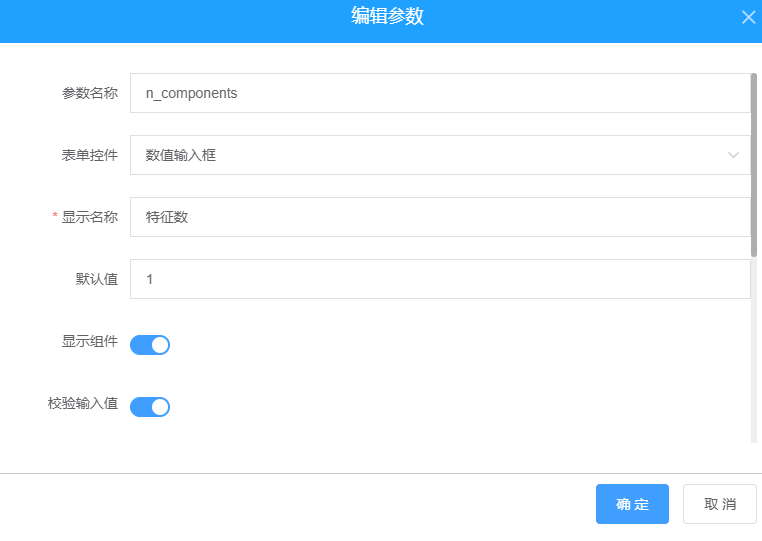 编辑参数
参数名称 n_components
表单控件 数值输入框
* 显示名称 特征数
默认值 1
显示组件
校验输入值
确定 取消